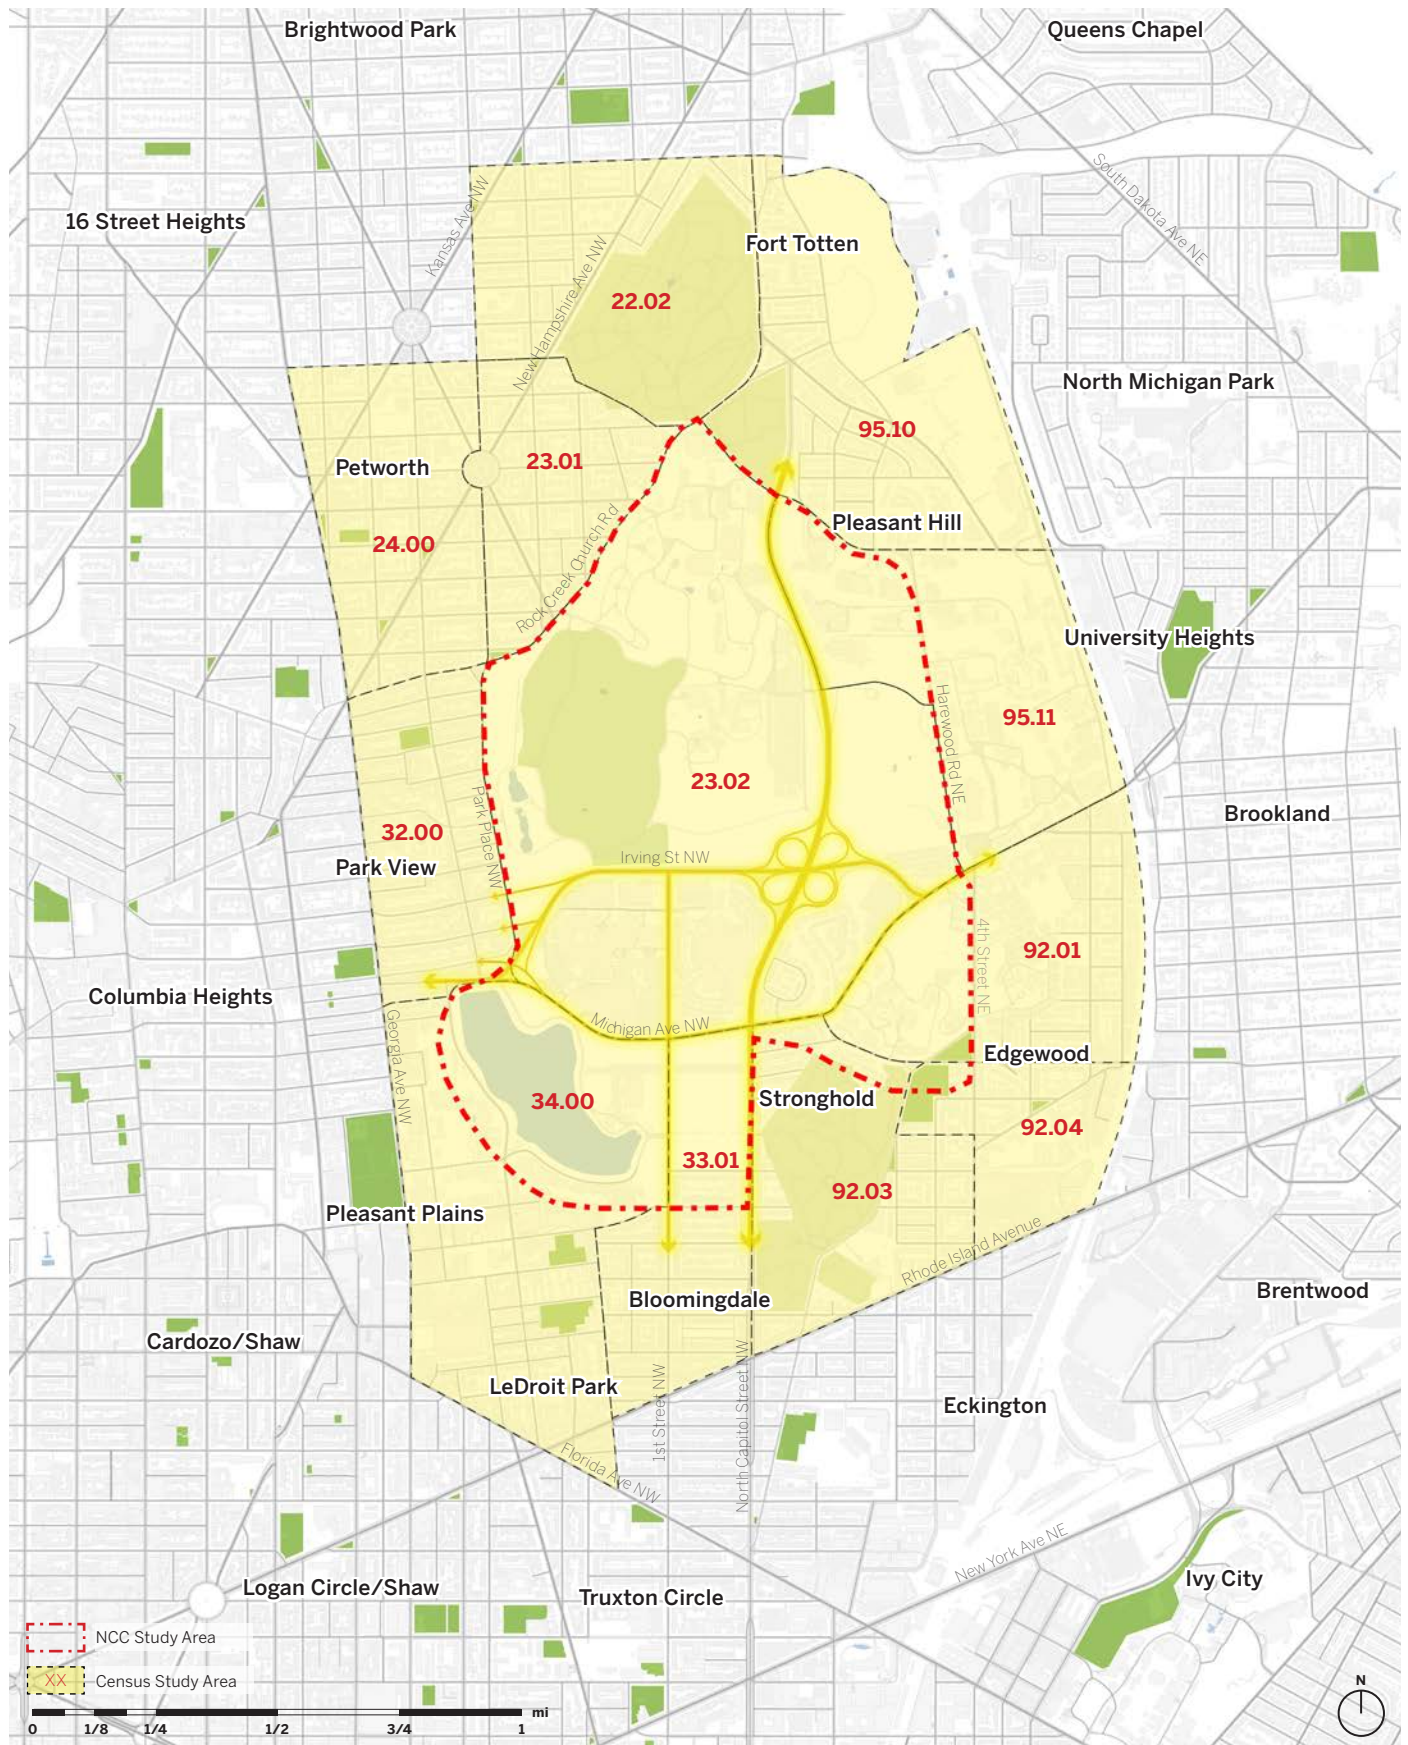 Brightwood Park
Queens Chapel
South Dakota Ave NE
16 Street Heights
Kansas Ave NW
Fort Totten
New Hampshire Ave NW
22.02
North Michigan Park
95.10
Petworth
23.01
Rock Creek Church Rd
Pleasant Hill
24.00
University Heights
Harewood Rd NE
95.11
23.02
Park Place NW
Brookland
32.00
Park View
Irving St NW
4th Street NE
92.01
Columbia Heights
Georgia Ave NW
Michigan Ave NW
Edgewood
34.00
Stronghold
92.04
33.01
92.03
Pleasant Plains
Rhode Island Avenue
Bloomingdale
Brentwood
Cardozo/Shaw
1st Street NW
North Capitol Street NW
LeDroit Park
Eckington
Florida Ave NW
New York Ave NE
Logan Circle/Shaw
Truxton Circle
Ivy City
NCC Study Area
XX Census Study Area
mi
0 1/8 1/4 1/2 3/4 1
N